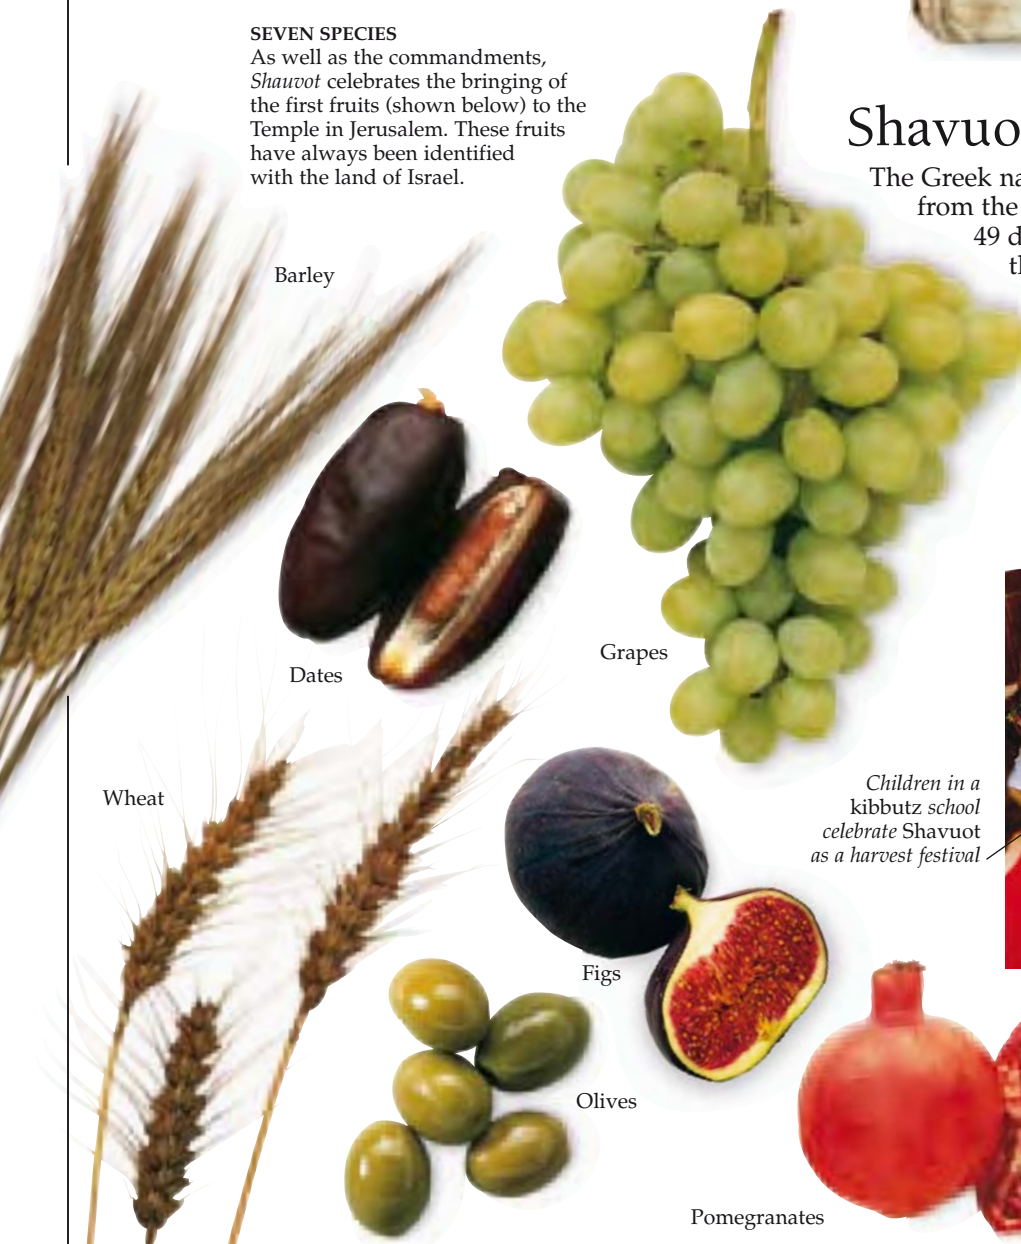 SEVEN SPECIES
As well as the commandments,
Shauvot celebrates the bringing of
the first fruits (shown below) to the
Temple in Jerusalem. These fruits
have always been identified
with the land of Israel.
Shavuo
The Greek na
from the
49 d
th
Barley
Dates
Grapes
Wheat
Children in a
kibbutz school
celebrate Shavuot
as a harvest festival
Figs
Olives
Pomegranates